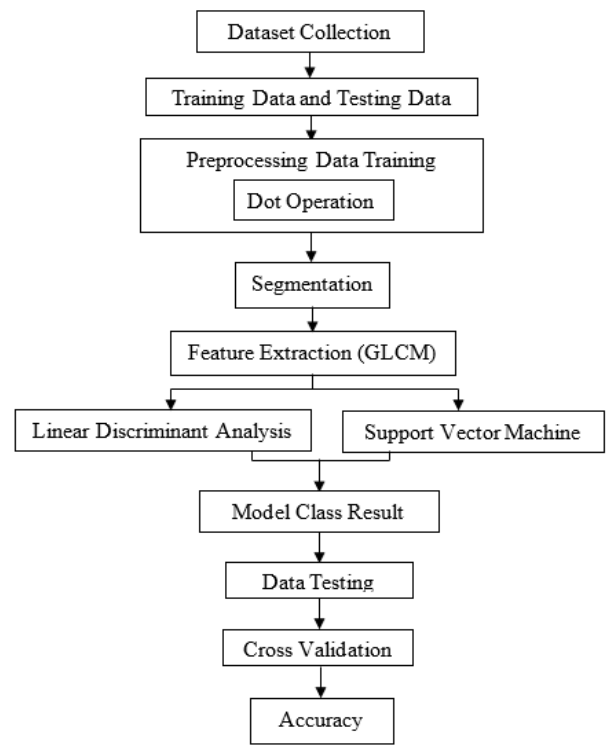 Dataset Collection
Training Data and Testing Data
Preprocessing Data Training
Dot Operation
Segmentation
Feature Extraction (GLCM)
Linear Discriminant Analysis
Support Vector Machine
Model Class Result
Data Testing
Cross Validation
Accuracy